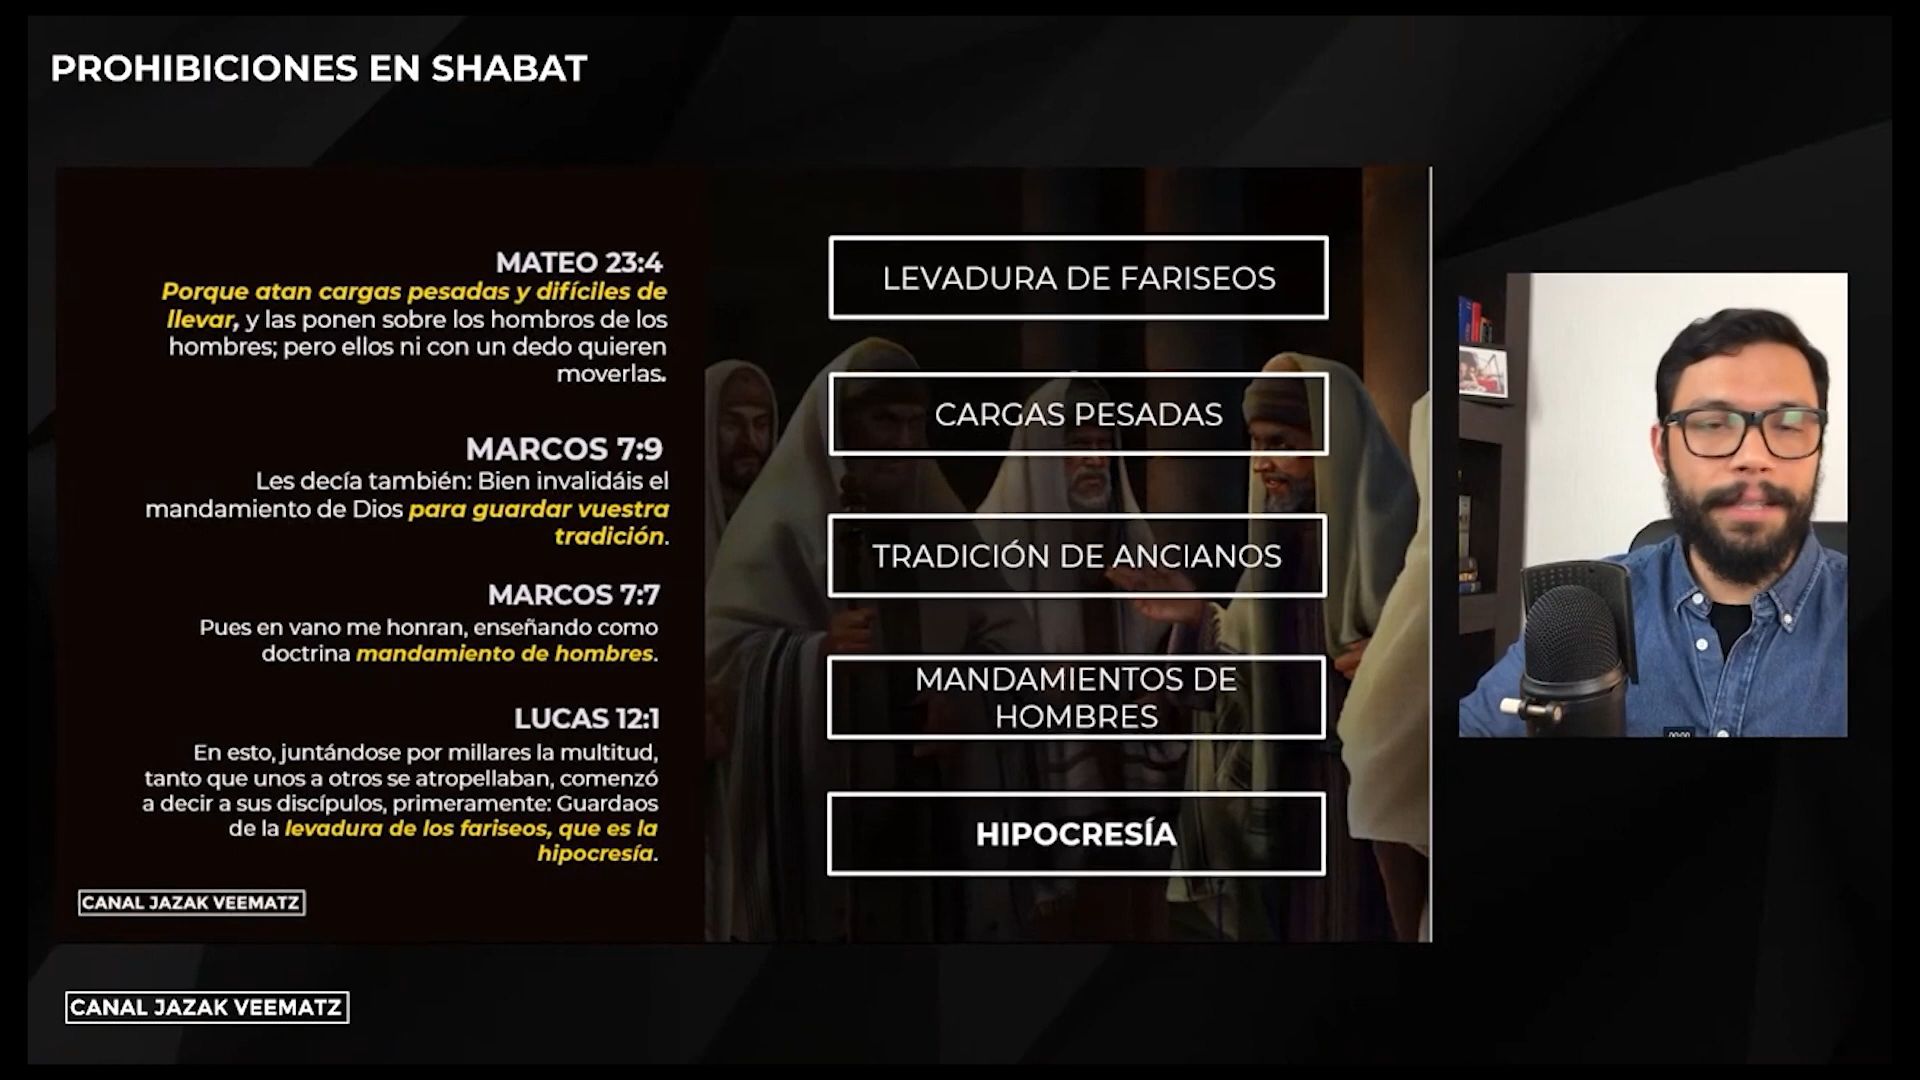 PROHIBICIONES EN SHABAT
MATEO 23:4
Porque atan cargas pesadas y difíciles de
llevar, y las ponen sobre los hombros de los
hombres; pero ellos ni con un dedo quieren
moverlas.
MARCOS 7:9
Les decía también: Bien invalidáis el
mandamiento de Dios para guardar vuestra
tradición.
MARCOS 7:7
Pues en vano me honran, enseñando como
doctrina mandamiento de hombres.
LUCAS 12:1
En esto, juntándose por millares la multitud,
tanto que unos a otros se atropellaban, comenzó
a decir a sus discípulos, primeramente: Guardaos
de la levadura de los fariseos, que es la
hipocresía.
CANAL JAZAK VEEMATZ
LEVADURA DE FARISEOS
CARGAS PESADAS
TRADICIÓN DE ANCIANOS
MANDAMIENTOS DE
HOMBRES
HIPOCRESÍA
CANAL JAZAK VEEMATZ